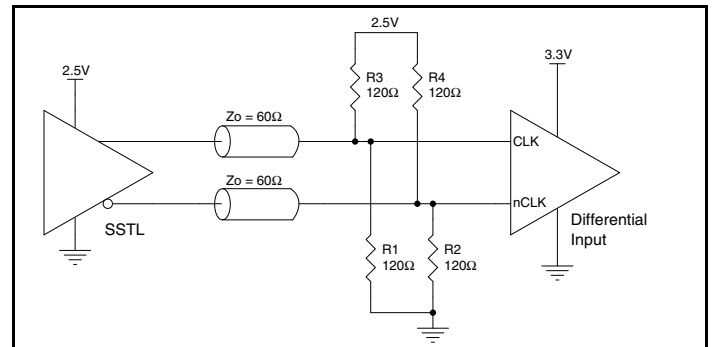 2.5V
2.5V
3.3V
R3
120Ω
R4
120Ω
Zo = 60Ω
CLK
Zo = 60Ω
nCLK
SSTL
Differential
Input
R1
120Ω
R2
120Ω